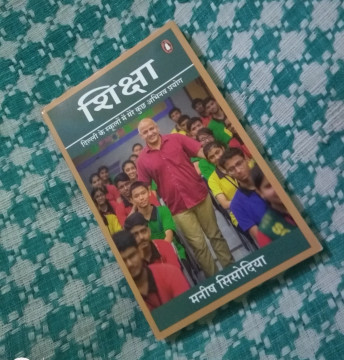 शिक्षा
दिल्ली के स्कूलों में मेरे कुछ अभिनव प्रयोग
मनीष सिसोदिया